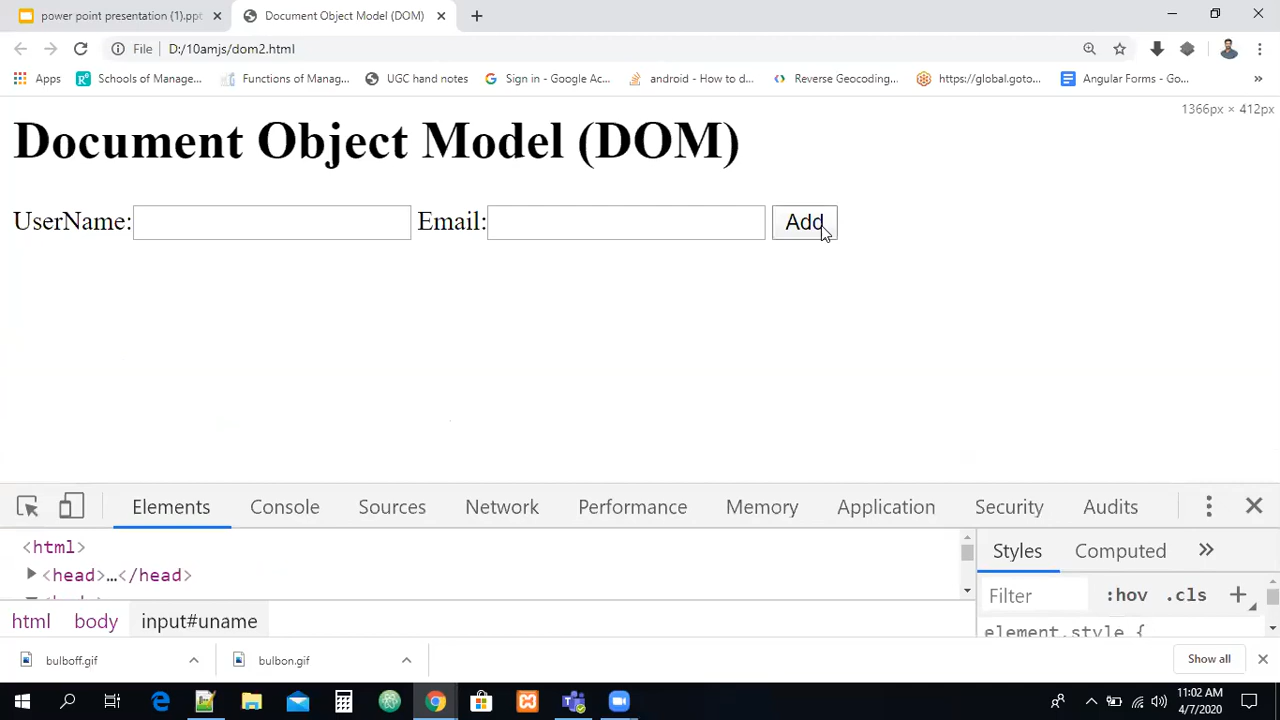 power point presentation (1).ppt
Document Object Model (DOM)
File D:/10amjs/dom2.html
Apps Schools of Manage... Functions of Manag... UGC hand notes Sign in - Google Ac... android - How to d... Reverse Geocoding... https://global.goto... Angular Forms - Go... »
1366px × 412px
Document Object Model (DOM)
UserName: Email: Add
Elements Console Sources Network Performance Memory Application Security Audits
<html>
<head>…</head>
Styles Computed »
Filter :hov .cls +
element.style {
html body input#uname
bulboff.gif bulbon.gif Show all
11:02 AM
4/7/2020